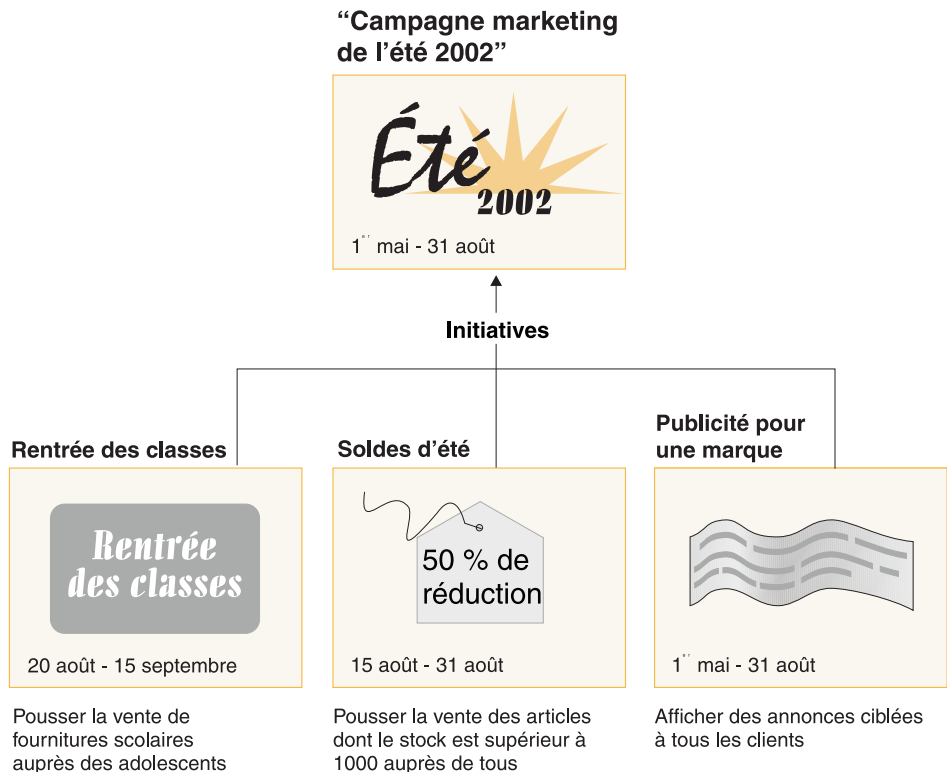 “Campagne marketing
de l’été 2002”
Été
2002
1er mai - 31 août
Initiatives
Rentrée des classes
Rentrée
des classes
20 août - 15 septembre
Pousser la vente de
fournitures scolaires
auprès des adolescents
Soldes d’été
50 % de
réduction
15 août - 31 août
Pousser la vente des articles
dont le stock est supérieur à
1000 auprès de tous
Publicité pour
une marque
1er mai - 31 août
Afficher des annonces ciblées
à tous les clients